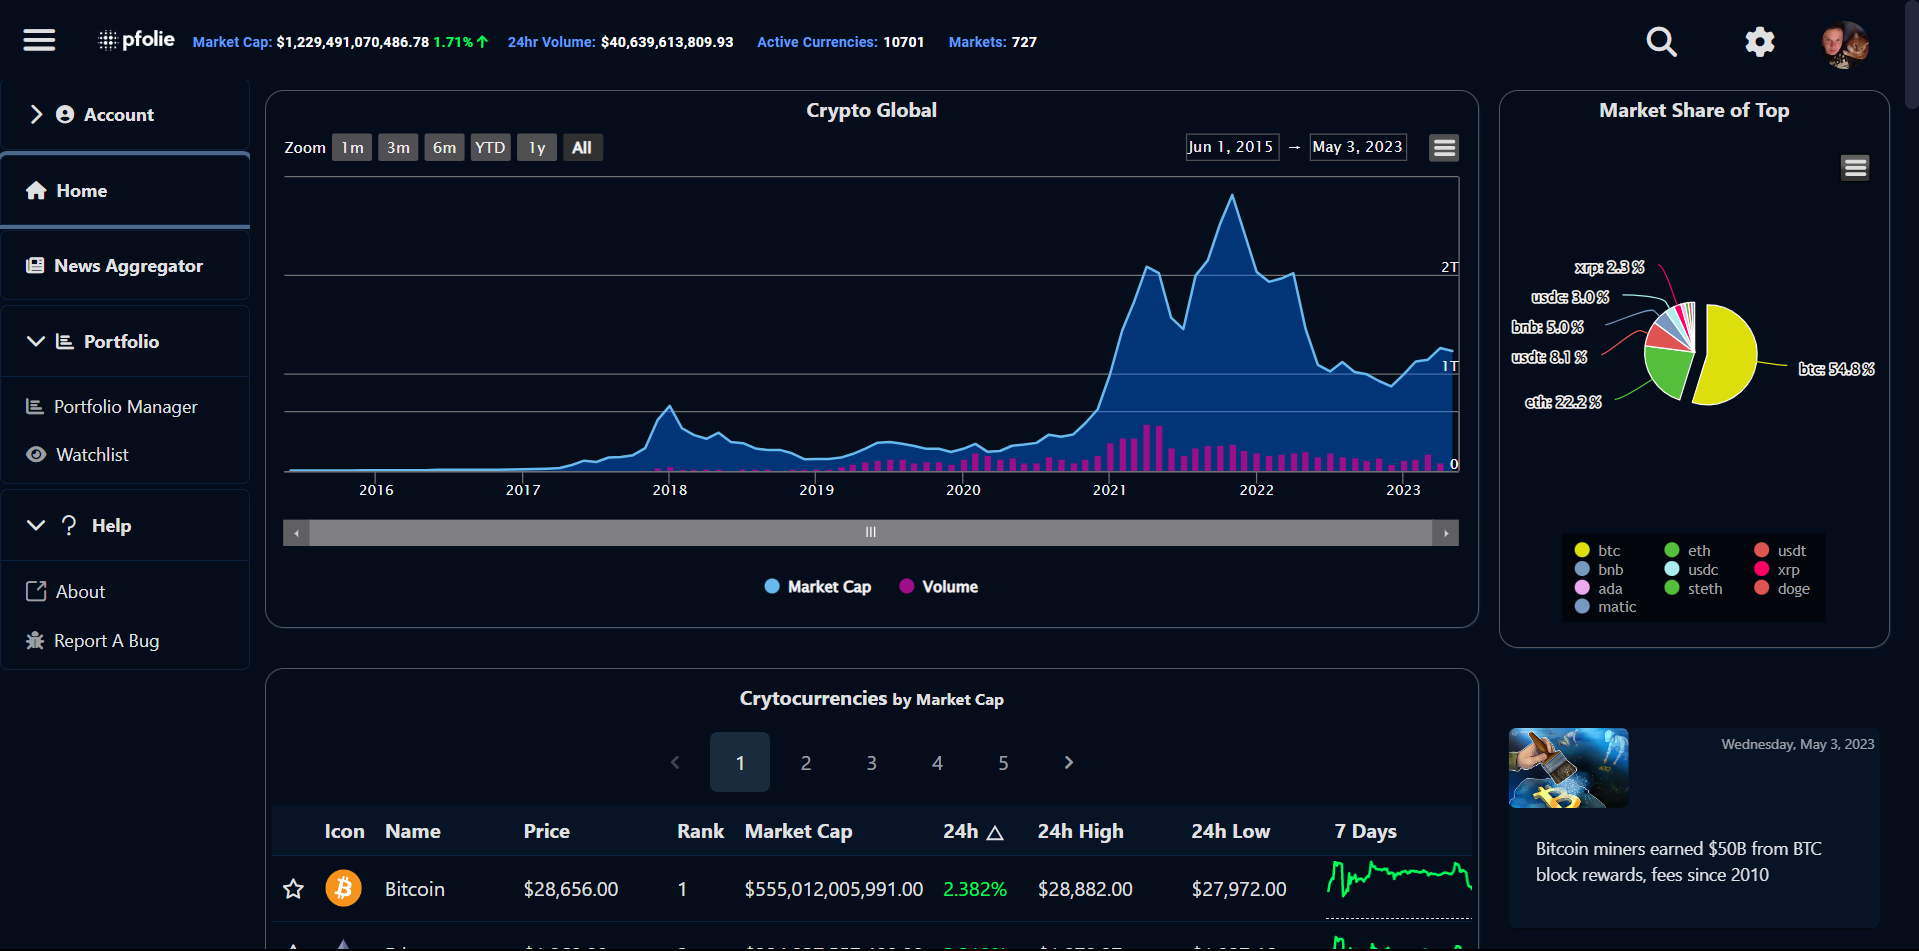 pfolie Market Cap: $1,229,491,070,486.78 1.71% 24hr Volume: $40,639,613,809.93 Active Currencies: 10701 Markets: 727
Account
Home
News Aggregator
Portfolio
Portfolio Manager
Watchlist
? Help
About
Report A Bug
Crypto Global
Zoom 1m 3m 6m YTD 1y All
Jun 1, 2015 → May 3, 2023
2T
1T
0
2016 2017 2018 2019 2020 2021 2022 2023
Market Cap Volume
Market Share of Top
xrp: 2.3 %
usdc: 3.0 %
bnb: 5.0 %
usdt: 8.1 %
btc: 54.8 %
eth: 22.2 %
btc eth usdt
bnb usdc xrp
ada steth doge
matic
Crytocurrencies by Market Cap
1 2 3 4 5
Icon Name Price Rank Market Cap 24h △ 24h High 24h Low 7 Days
Bitcoin $28,656.00 1 $555,012,005,991.00 2.382% $28,882.00 $27,972.00
Wednesday, May 3, 2023
Bitcoin miners earned $50B from BTC
block rewards, fees since 2010